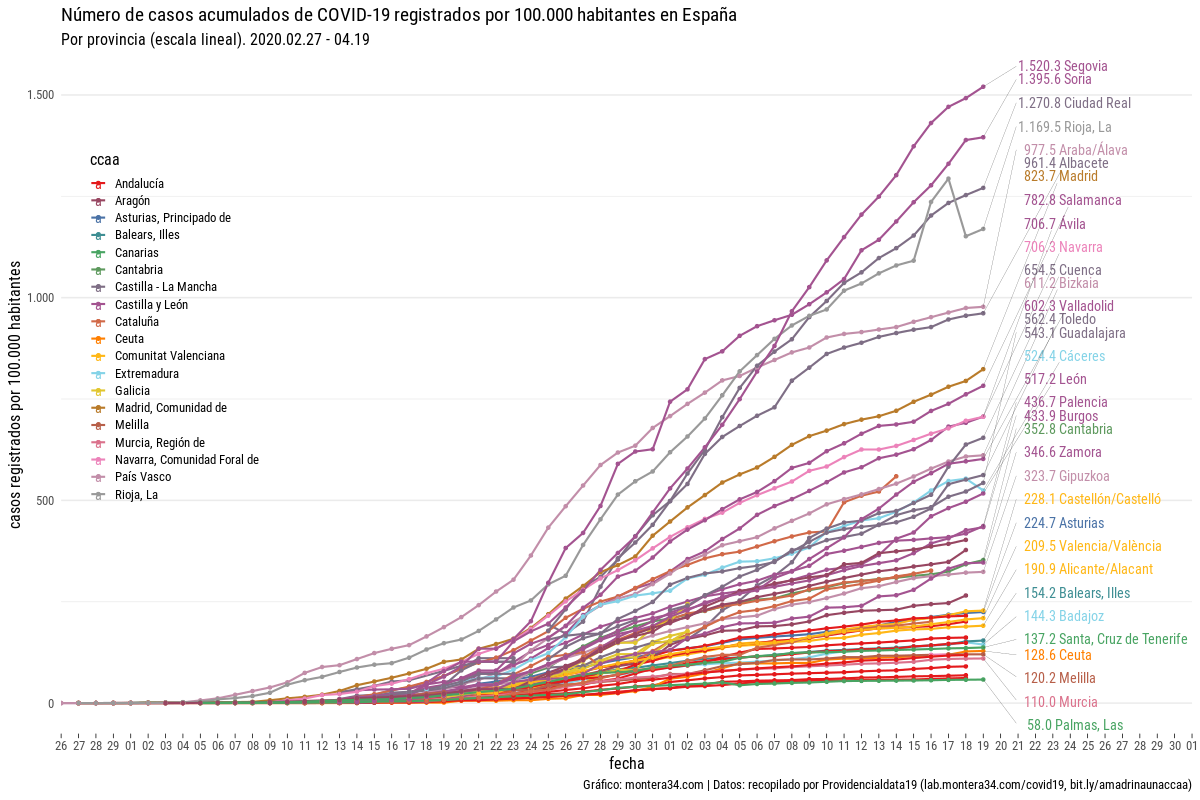 Número de casos acumulados de COVID-19 registrados por 100.000 habitantes en España
Por provincia (escala lineal). 2020.02.27 - 04.19
casos registrados por 100.000 habitantes
1.500
1.000
500
0
ccaa
Andalucía
Aragón
Asturias, Principado de
Balears, Illes
Canarias
Cantabria
Castilla - La Mancha
Castilla y León
Cataluña
Ceuta
Comunitat Valenciana
Extremadura
Galicia
Madrid, Comunidad de
Melilla
Murcia, Región de
Navarra, Comunidad Foral de
País Vasco
Rioja, La
1.520.3 Segovia
1.395.6 Soria
1.270.8 Ciudad Real
1.169.5 Rioja, La
977.5 Araba/Álava
961.4 Albacete
823.7 Madrid
782.8 Salamanca
706.7 Ávila
706.3 Navarra
654.5 Cuenca
611.2 Bizkaia
602.3 Valladolid
562.4 Toledo
543.1 Guadalajara
524.4 Cáceres
517.2 León
436.7 Palencia
433.9 Burgos
352.8 Cantabria
346.6 Zamora
323.7 Gipuzkoa
228.1 Castellón/Castelló
224.7 Asturias
209.5 Valencia/València
190.9 Alicante/Alacant
154.2 Balears, Illes
144.3 Badajoz
137.2 Santa, Cruz de Tenerife
128.6 Ceuta
120.2 Melilla
110.0 Murcia
58.0 Palmas, Las
26 27 28 29 01 02 03 04 05 06 07 08 09 10 11 12 13 14 15 16 17 18 19 20 21 22 23 24 25 26 27 28 29 30 31 01 02 03 04 05 06 07 08 09 10 11 12 13 14 15 16 17 18 19 20 21 22 23 24 25 26 27 28 29 30 01
fecha
Gráfico: montera34.com | Datos: recopilado por Providencialdata19 (lab.montera34.com/covid19, bit.ly/amadrinaunaccaa)